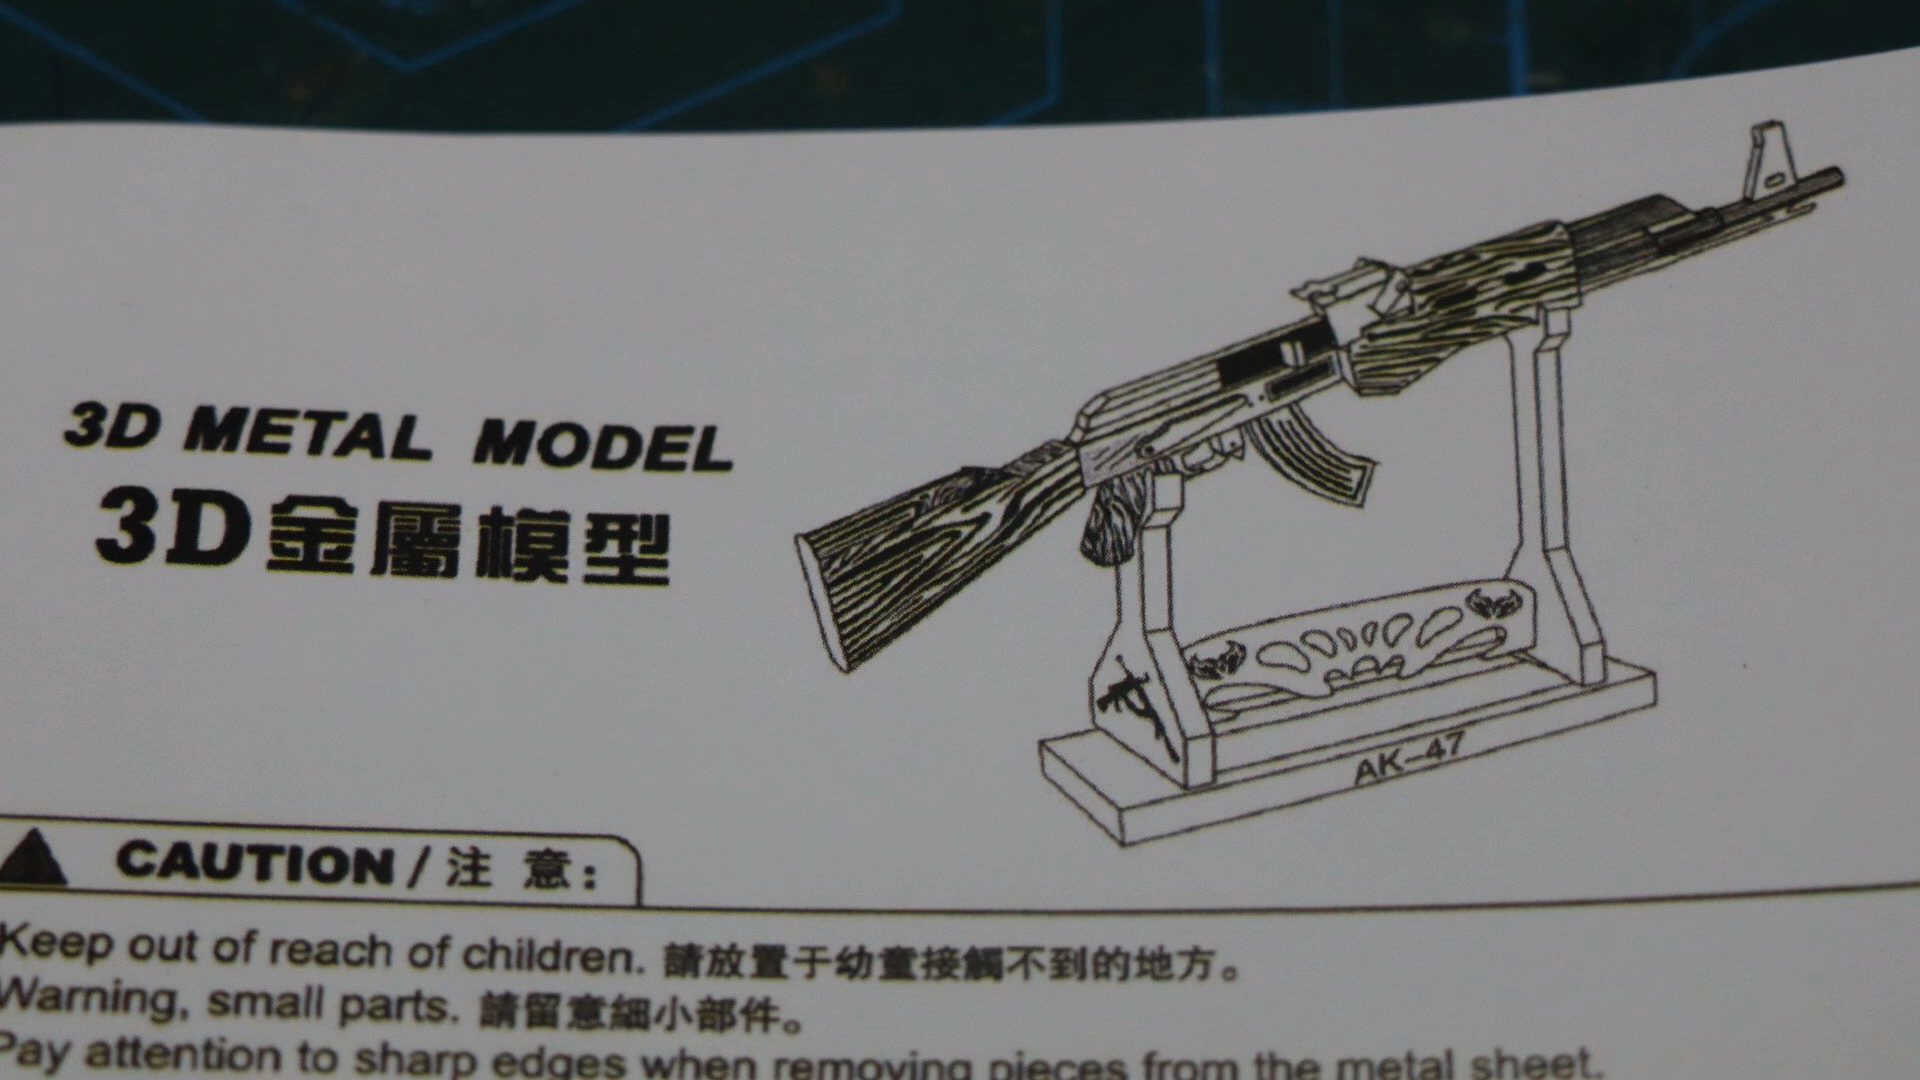 3D METAL MODEL
3D金屬模型
AK-47
CAUTION / 注 意:
Keep out of reach of children. 請放置于幼童接觸不到的地方。
Warning, small parts. 請留意細小部件。
Pay attention to sharp edges when removing pieces from the metal sheet.